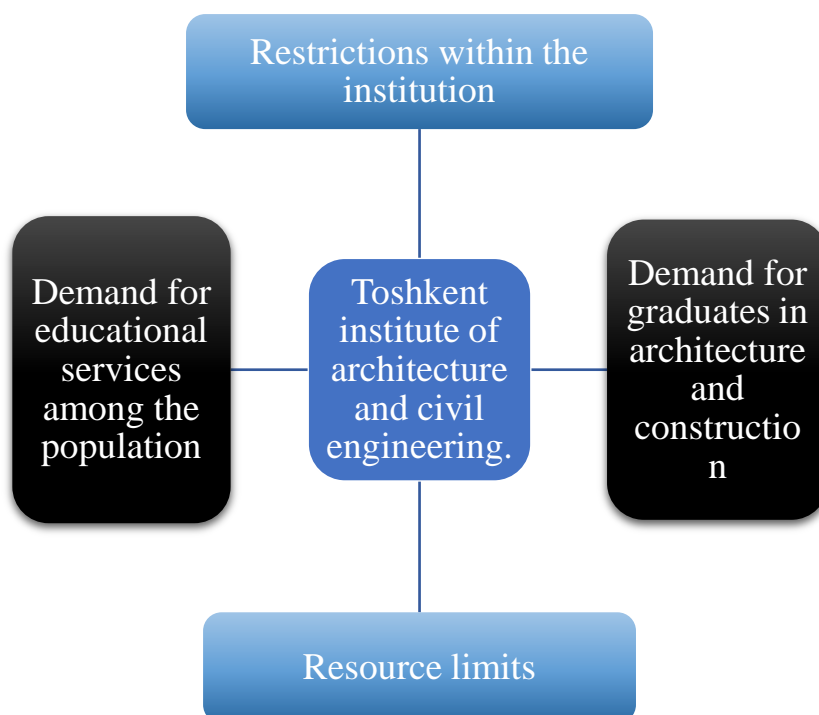 Restrictions within the
institution
Demand for
educational
services
among the
population
Toshkent
institute of
architecture
and civil
engineering.
Demand for
graduates in
architecture
and
constructio
n
Resource limits